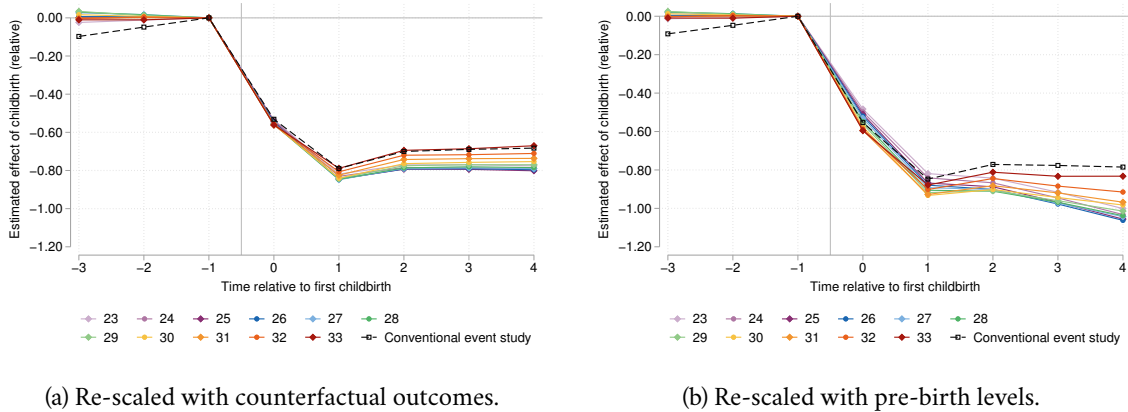 Estimated effect of childbirth (relative)
0.00
−0.20
−0.40
−0.60
−0.80
−1.00
−1.20
−3 −2 −1 0 1 2 3 4
Time relative to first childbirth
23 24 25 26 27 28
29 30 31 32 33 Conventional event study
(a) Re-scaled with counterfactual outcomes.
Estimated effect of childbirth (relative)
0.00
−0.20
−0.40
−0.60
−0.80
−1.00
−1.20
−3 −2 −1 0 1 2 3 4
Time relative to first childbirth
23 24 25 26 27 28
29 30 31 32 33 Conventional event study
(b) Re-scaled with pre-birth levels.